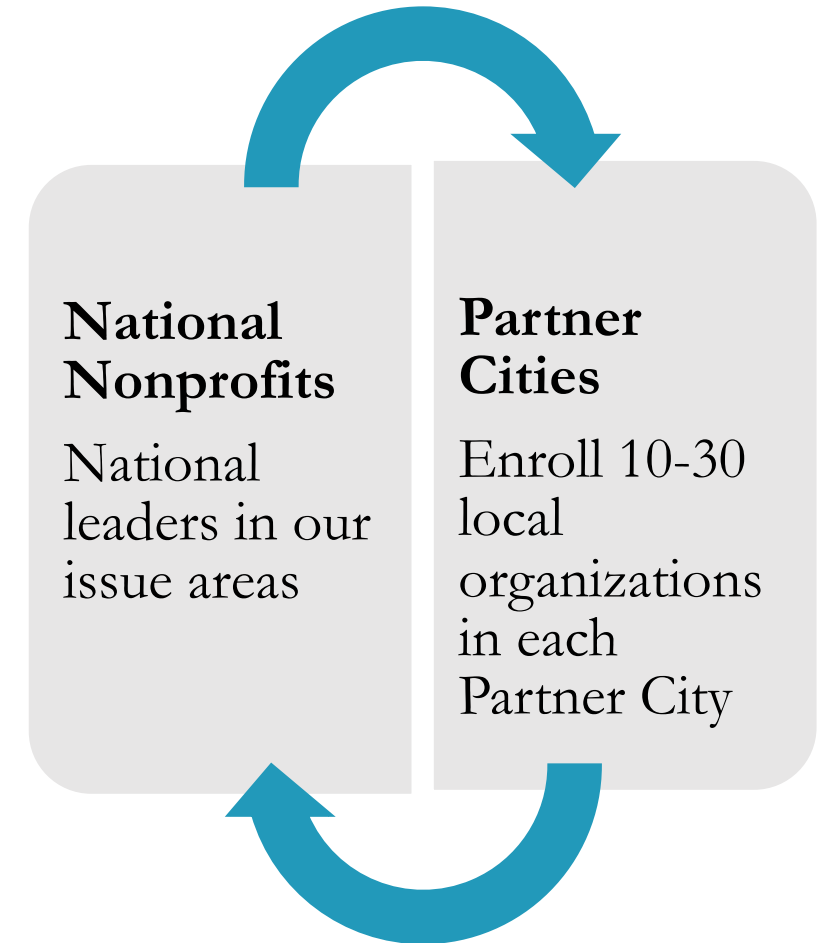 National
Nonprofits
National
leaders in our
issue areas
Partner
Cities
Enroll 10-30
local
organizations
in each
Partner City